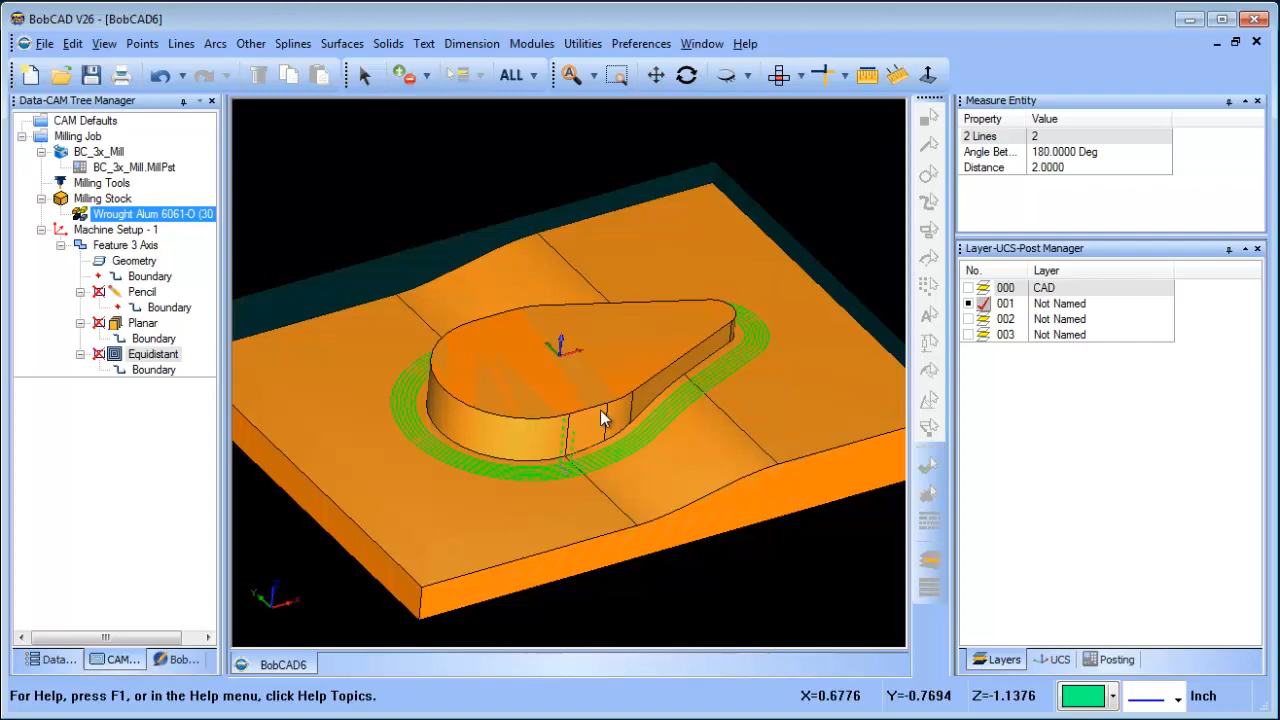 BobCAD V26 - [BobCAD6]
File Edit View Points Lines Arcs Other Splines Surfaces Solids Text Dimension Modules Utilities Preferences Window Help
ALL
Data-CAM Tree Manager
CAM Defaults
Milling Job
BC_3x_Mill
BC_3x_Mill.MillPst
Milling Tools
Milling Stock
Wrought Alum 6061-O (30
Machine Setup - 1
Feature 3 Axis
Geometry
Boundary
Pencil
Boundary
Planar
Boundary
Equidistant
Boundary
Data... CAM... Bob...
BobCAD6
Measure Entity
Property Value
2 Lines 2
Angle Bet... 180.0000 Deg
Distance 2.0000
Layer-UCS-Post Manager
No. Layer
000 CAD
001 Not Named
002 Not Named
003 Not Named
Layers UCS Posting
For Help, press F1, or in the Help menu, click Help Topics.
X=0.6776 Y=-0.7694 Z=-1.1376 Inch